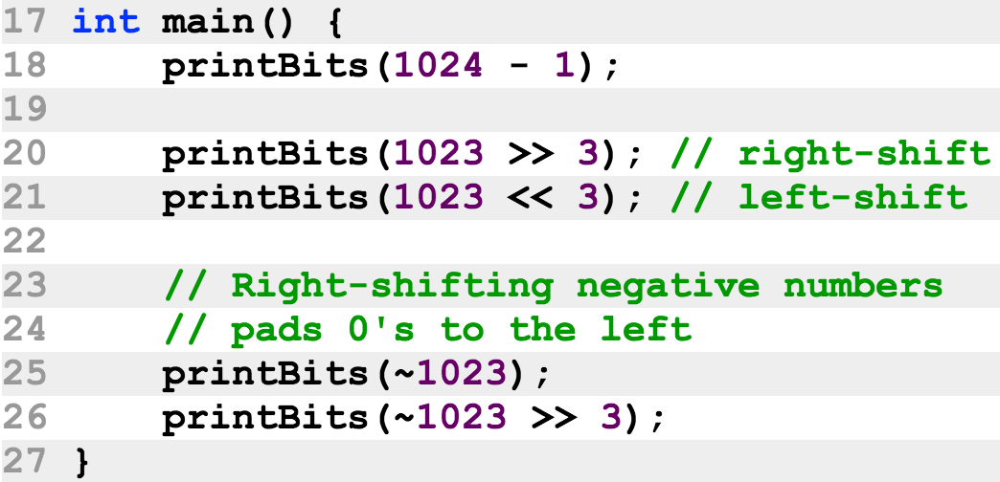 17 int main() {
18     printBits(1024 - 1);
19
20     printBits(1023 >> 3); // right-shift
21     printBits(1023 << 3); // left-shift
22
23     // Right-shifting negative numbers
24     // pads 0's to the left
25     printBits(~1023);
26     printBits(~1023 >> 3);
27 }